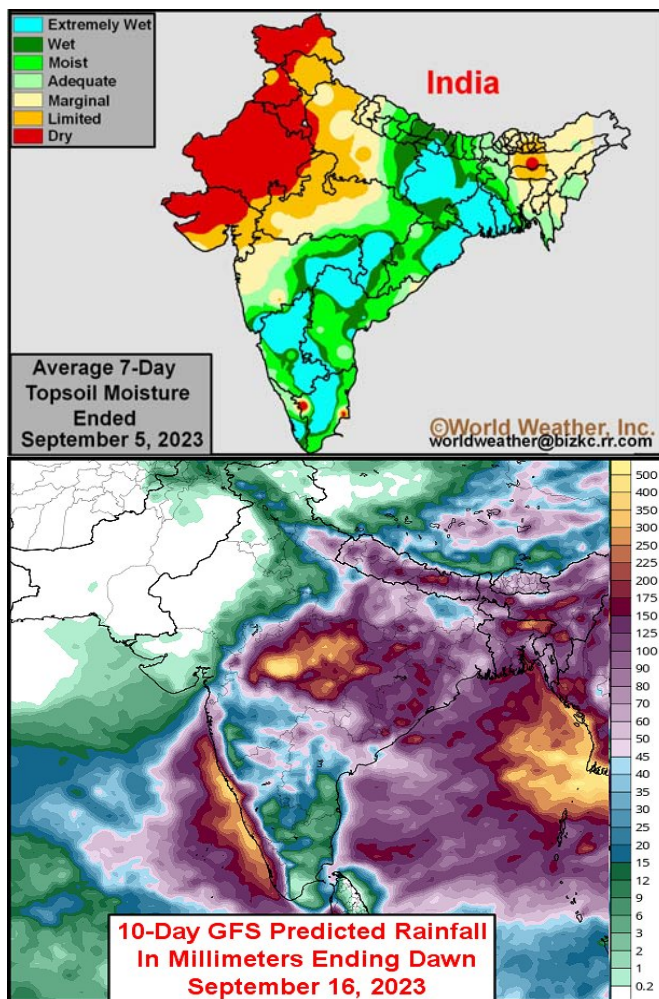 Extremely Wet
Wet
Moist
Adequate
Marginal
Limited
Dry
India
Average 7-Day
Topsoil Moisture
Ended
September 5, 2023
©World Weather, Inc.
worldweather@bizkc.rr.com
500
400
350
300
250
200
175
150
125
100
90
80
70
60
50
45
40
35
30
25
20
15
12
9
6
3
2
1
0.2
10-Day GFS Predicted Rainfall
In Millimeters Ending Dawn
September 16, 2023